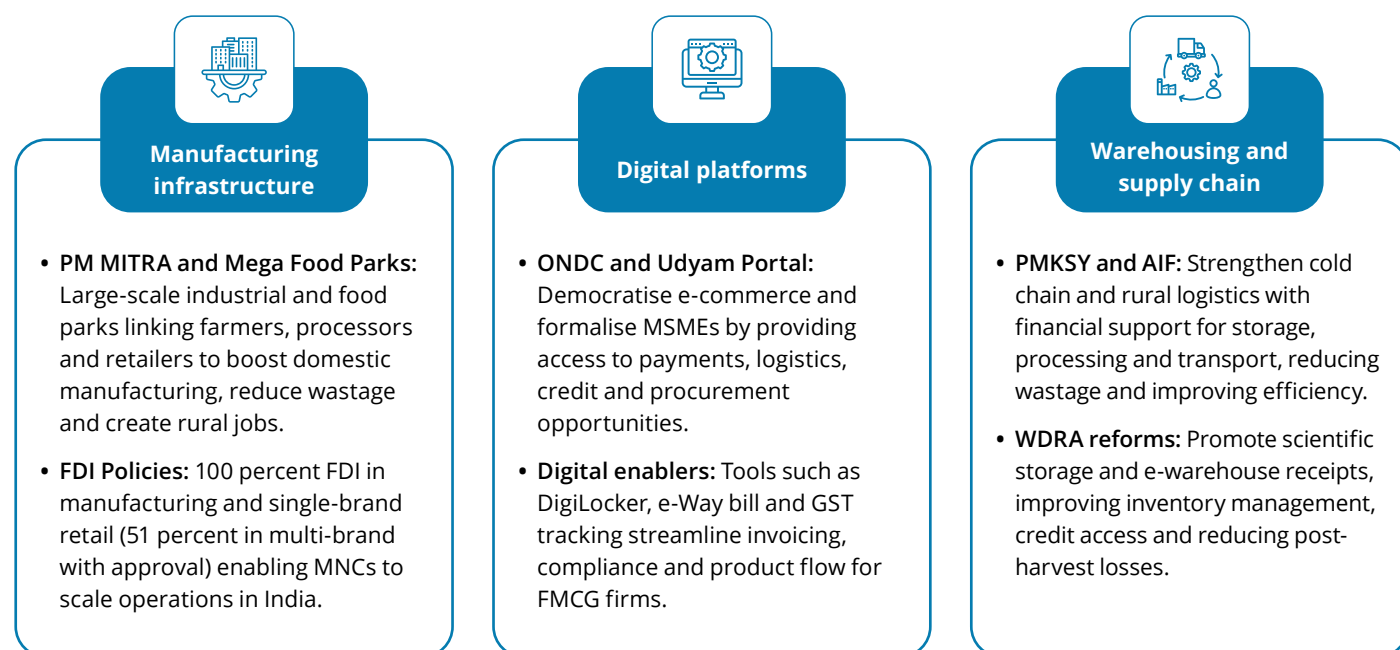 Manufacturing
infrastructure
• PM MITRA and Mega Food Parks:
Large-scale industrial and food
parks linking farmers, processors
and retailers to boost domestic
manufacturing, reduce wastage
and create rural jobs.
• FDI Policies: 100 percent FDI in
manufacturing and single-brand
retail (51 percent in multi-brand
with approval) enabling MNCs to
scale operations in India.
Digital platforms
• ONDC and Udyam Portal:
Democratise e-commerce and
formalise MSMEs by providing
access to payments, logistics,
credit and procurement
opportunities.
• Digital enablers: Tools such as
DigiLocker, e-Way bill and GST
tracking streamline invoicing,
compliance and product flow for
FMCG firms.
Warehousing and
supply chain
• PMKSY and AIF: Strengthen cold
chain and rural logistics with
financial support for storage,
processing and transport, reducing
wastage and improving efficiency.
• WDRA reforms: Promote scientific
storage and e-warehouse receipts,
improving inventory management,
credit access and reducing post-
harvest losses.